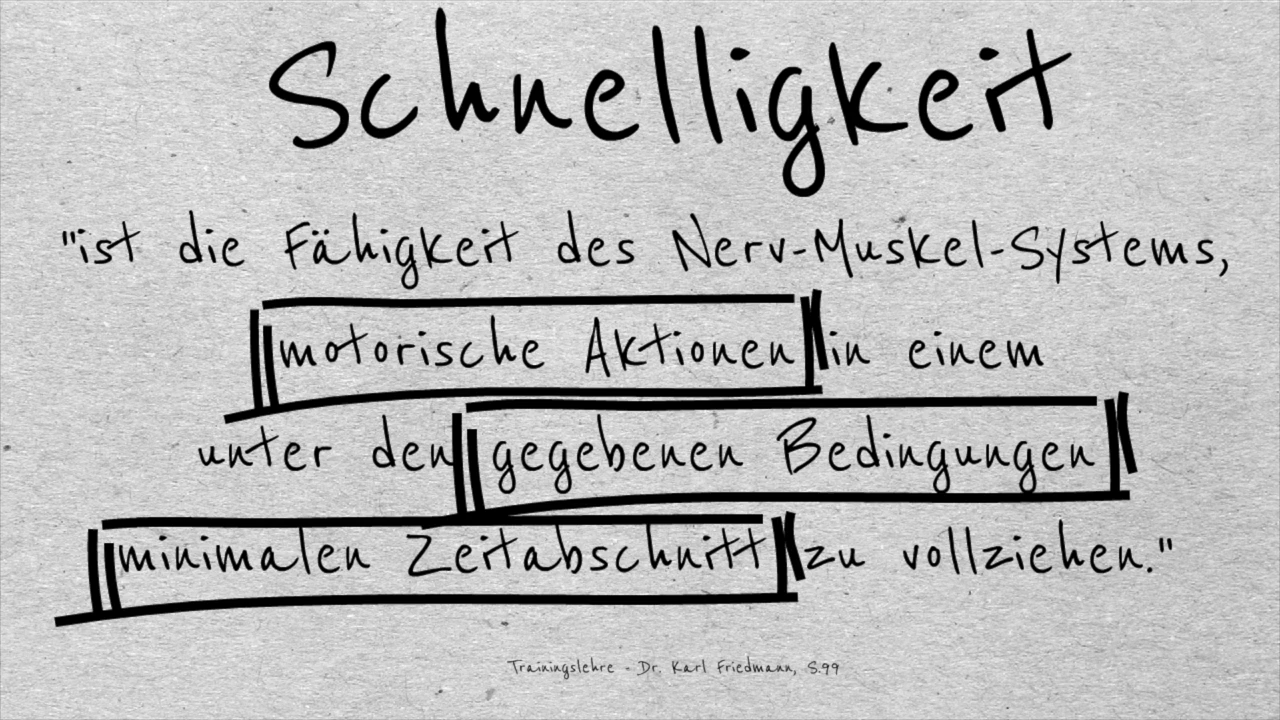 Schnelligkeit
"ist die Fähigkeit des Nerv-Muskel-Systems,
motorische Aktionen in einem
unter den gegebenen Bedingungen
minimalen Zeitabschnitt zu vollziehen."
Trainingslehre - Dr. Karl Friedmann, S.99